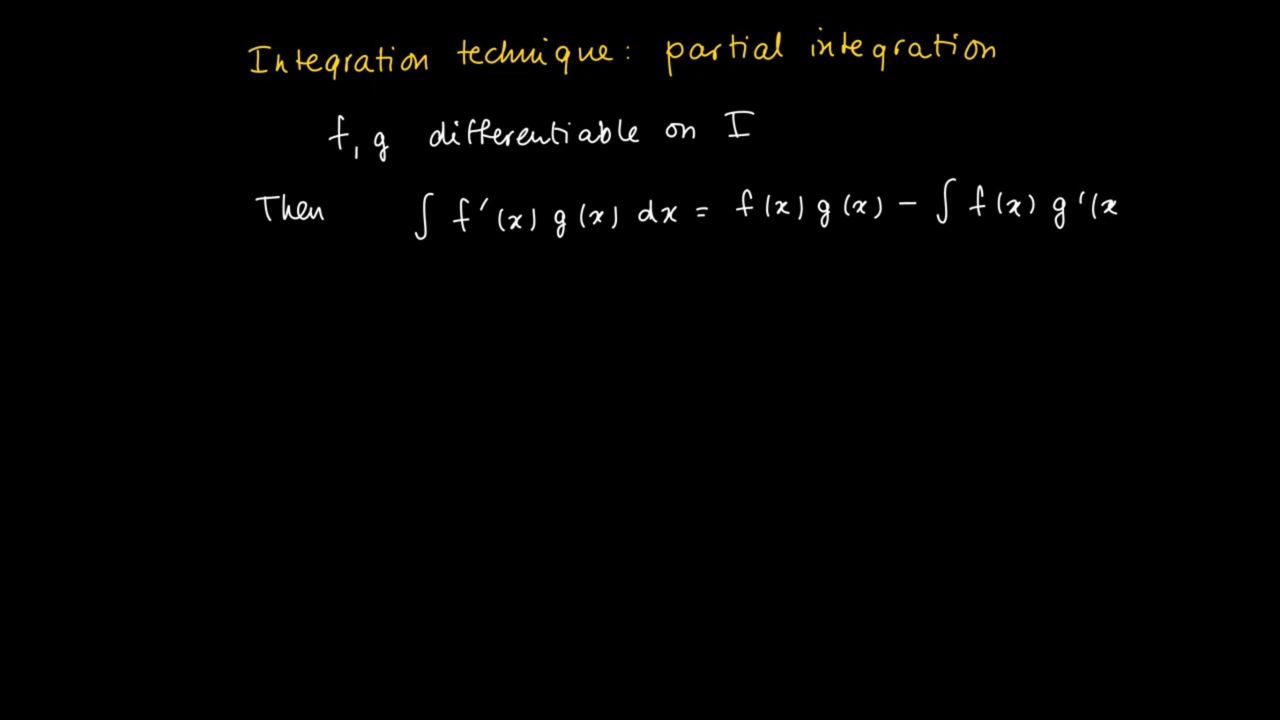 Integration technique: partial integration
f, g differentiable on I
Then ∫ f'(x) g(x) dx = f(x) g(x) - ∫ f(x) g'(x